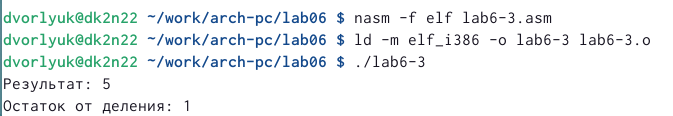 dvorlyuk@dk2n22 ~/work/arch-pc/lab06 $ nasm -f elf lab6-3.asm
dvorlyuk@dk2n22 ~/work/arch-pc/lab06 $ ld -m elf_i386 -o lab6-3 lab6-3.o
dvorlyuk@dk2n22 ~/work/arch-pc/lab06 $ ./lab6-3
Результат: 5
Остаток от деления: 1